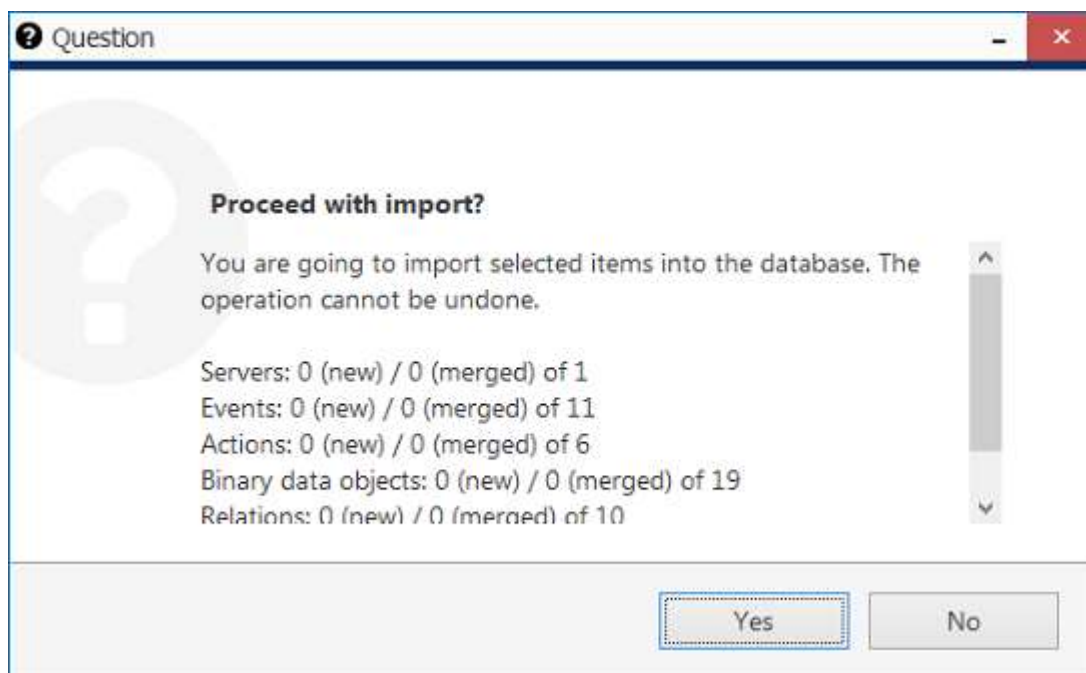 Question
Proceed with import?
You are going to import selected items into the database. The
operation cannot be undone.
Servers: 0 (new) / 0 (merged) of 1
Events: 0 (new) / 0 (merged) of 11
Actions: 0 (new) / 0 (merged) of 6
Binary data objects: 0 (new) / 0 (merged) of 19
Relations: 0 (new) / 0 (merged) of 10
Yes No